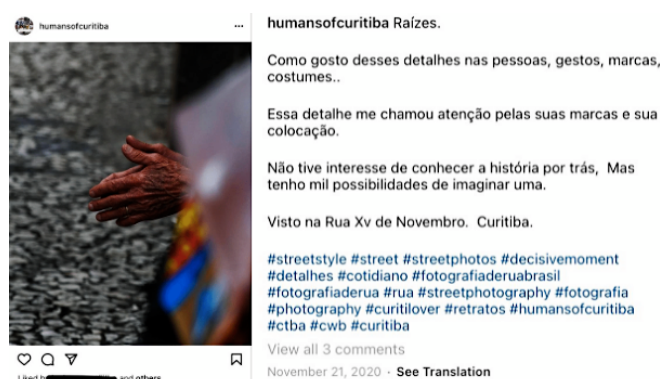 humansofcuritiba
...
Liked by and others
humansofcuritiba Raízes.
Como gosto desses detalhes nas pessoas, gestos, marcas,
costumes..
Essa detalhe me chamou atenção pelas suas marcas e sua
colocação.
Não tive interesse de conhecer a história por trás, Mas
tenho mil possibilidades de imaginar uma.
Visto na Rua Xv de Novembro. Curitiba.
#streetstyle #street #streetphotos #decisivemoment
#detalhes #cotidiano #fotografiaderuabrasil
#fotografiaderua #rua #streetphotography #fotografia
#photography #curitilover #retratos #humansofcuritiba
#ctba #cwb #curitiba
View all 3 comments
November 21, 2020 · See Translation